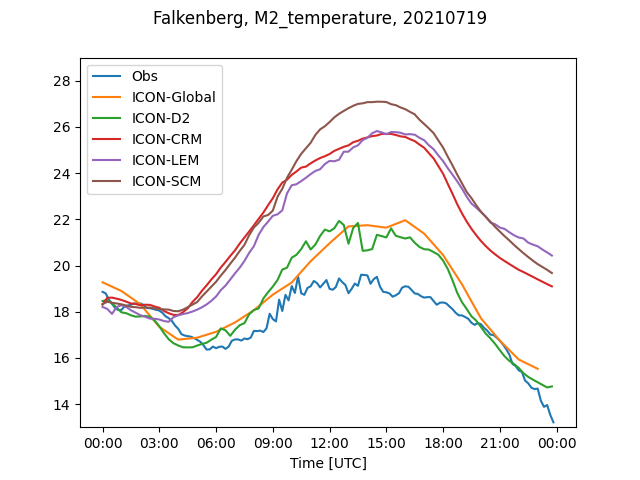 Falkenberg, M2_temperature, 20210719
Obs
ICON-Global
ICON-D2
ICON-CRM
ICON-LEM
ICON-SCM
28
26
24
22
20
18
16
14
00:00 03:00 06:00 09:00 12:00 15:00 18:00 21:00 00:00
Time [UTC]